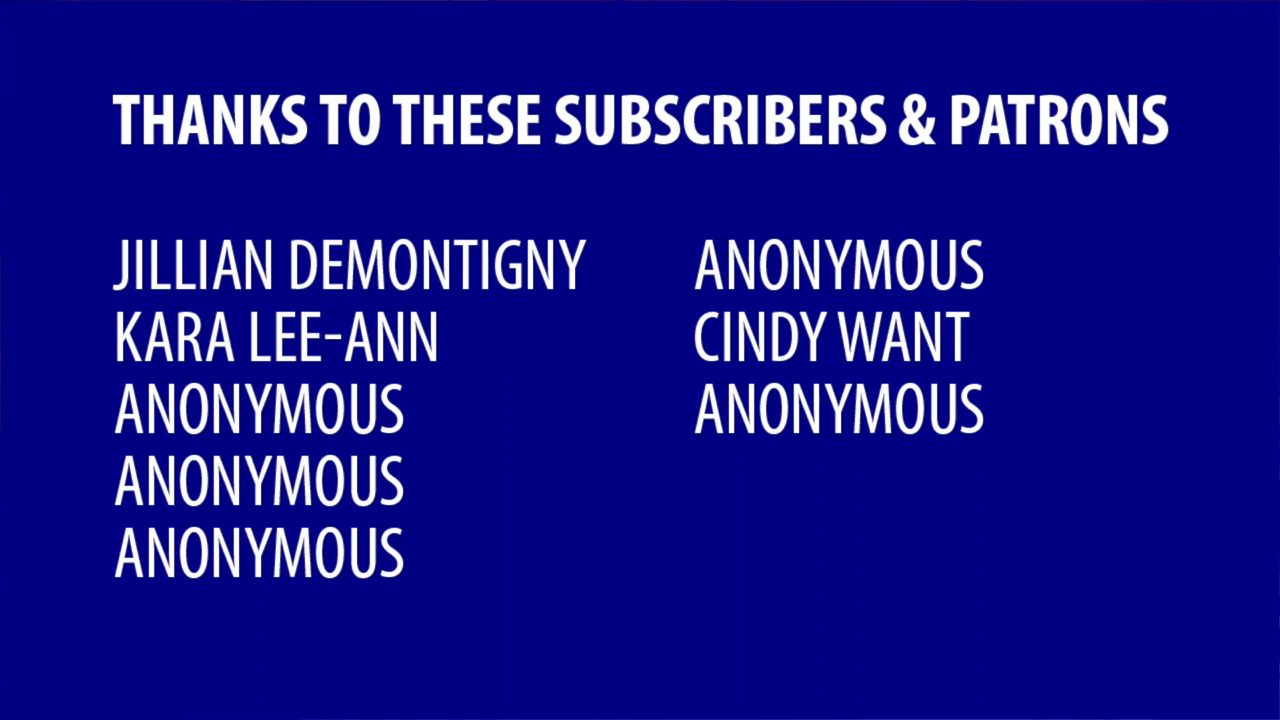 THANKS TO THESE SUBSCRIBERS & PATRONS
JILLIAN DEMONTIGNY
KARA LEE-ANN
ANONYMOUS
ANONYMOUS
ANONYMOUS
ANONYMOUS
CINDY WANT
ANONYMOUS